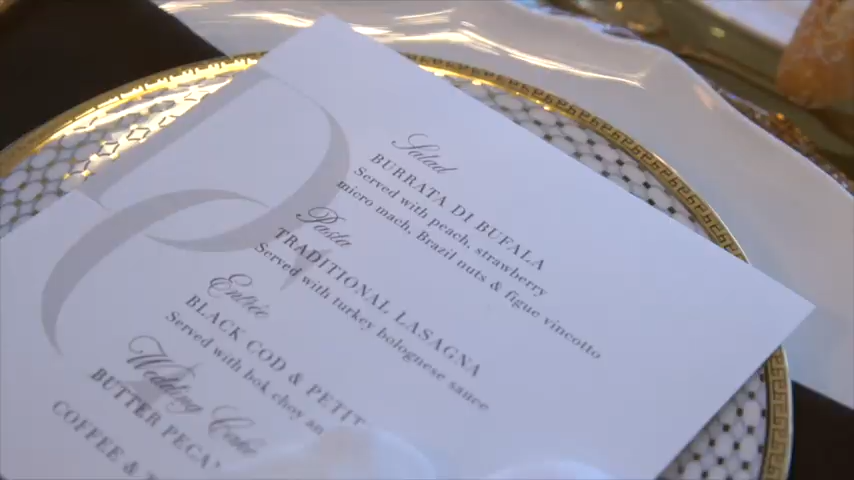 Salad
BURRATA DI BUFALA
Served with peach, strawberry,
micro mach, Brazil nuts & figue vincotto
Pasta
TRADITIONAL LASAGNA
Served with turkey bolognese sauce
Entrée
BLACK COD & PETIT
Served with bok choy an
Wedding Cake
BUTTER PECA
COFFEE & T